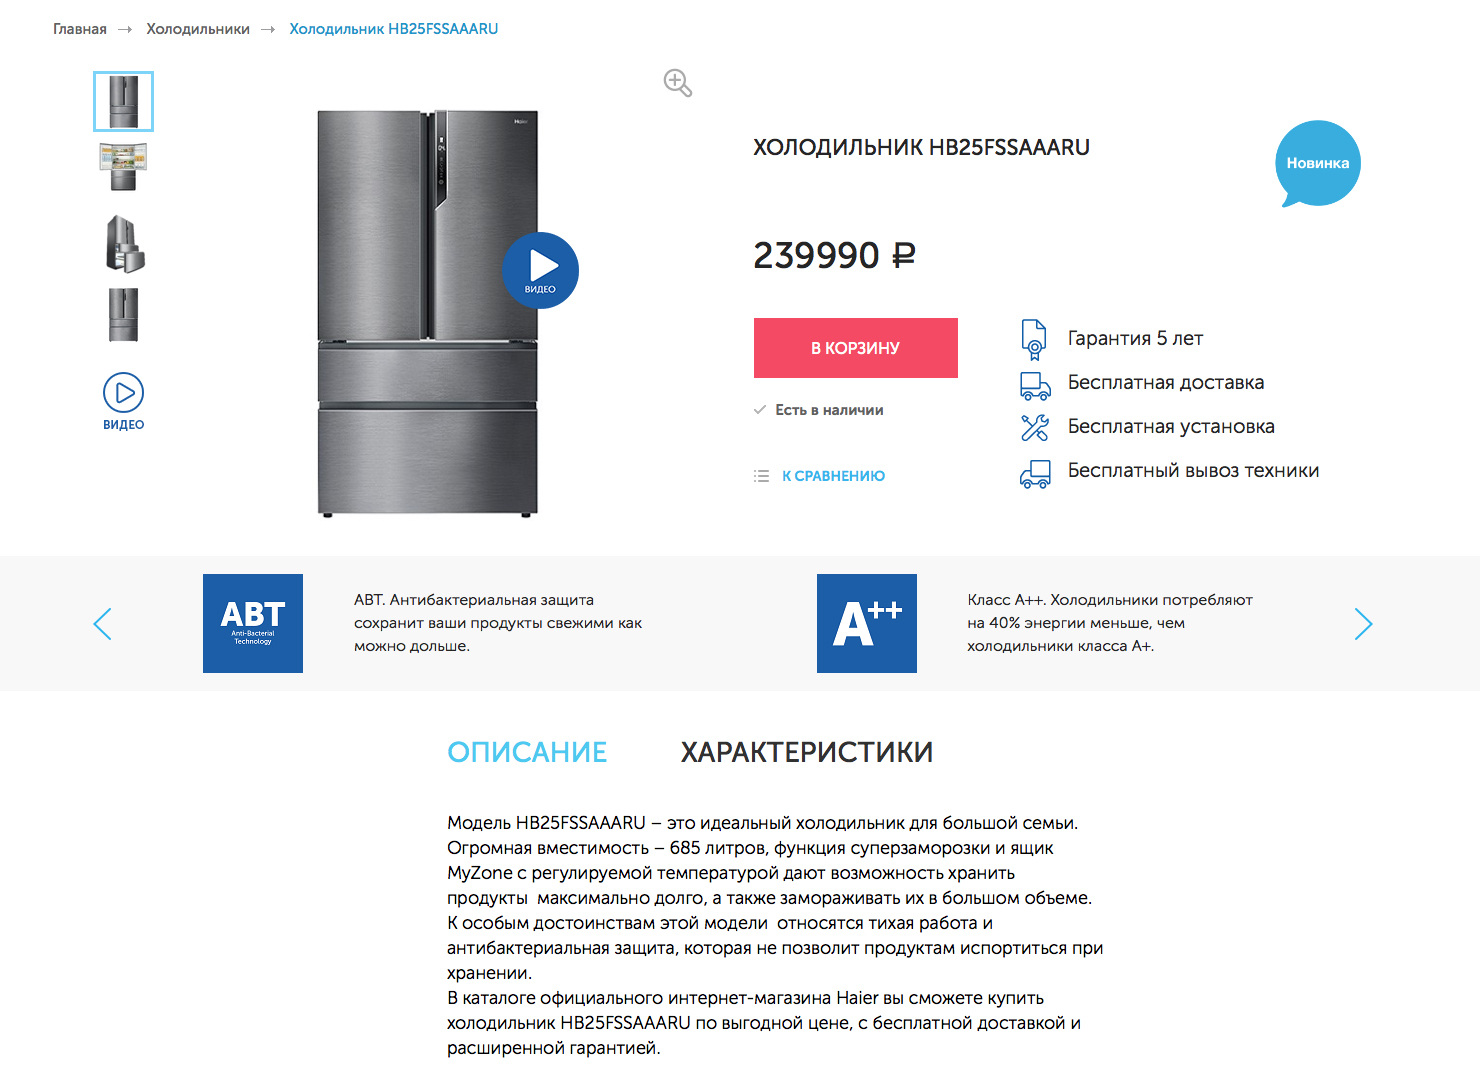 Главная → Холодильники → Холодильник HB25FSSAAARU
Haier
ВИДЕО
ВИДЕО
ХОЛОДИЛЬНИК HB25FSSAAARU
Новинка
239990 ₽
В КОРЗИНУ
Есть в наличии
К СРАВНЕНИЮ
Гарантия 5 лет
Бесплатная доставка
Бесплатная установка
Бесплатный вывоз техники
ABT
Anti-Bacterial
Technology
ABT. Антибактериальная защита
сохранит ваши продукты свежими как
можно дольше.
A++
Класс A++. Холодильники потребляют
на 40% энергии меньше, чем
холодильники класса A+.
ОПИСАНИЕ
ХАРАКТЕРИСТИКИ
Модель HB25FSSAAARU – это идеальный холодильник для большой семьи.
Огромная вместимость – 685 литров, функция суперзаморозки и ящик
MyZone с регулируемой температурой дают возможность хранить
продукты  максимально долго, а также замораживать их в большом объеме.
К особым достоинствам этой модели  относятся тихая работа и
антибактериальная защита, которая не позволит продуктам испортиться при
хранении.
В каталоге официального интернет-магазина Haier вы сможете купить
холодильник HB25FSSAAARU по выгодной цене, с бесплатной доставкой и
расширенной гарантией.